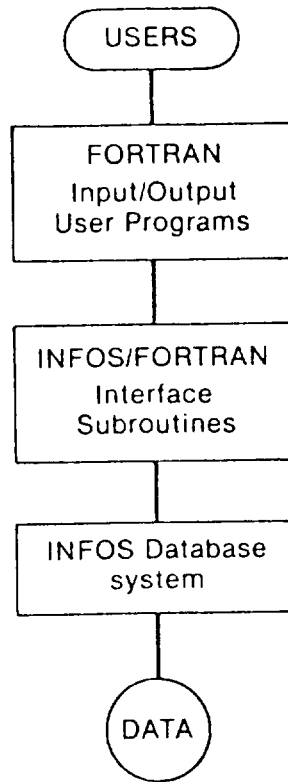 USERS
FORTRAN
Input/Output
User Programs
INFOS/FORTRAN
Interface
Subroutines
INFOS Database
system
DATA